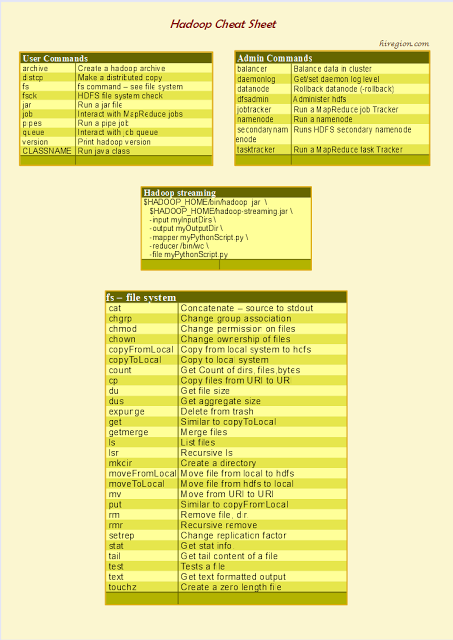 Hadoop Cheat Sheet
hiregion.com
User Commands
archive Create a hadoop archive
distcp Make a distributed copy
fs fs command – see file system
fsck HDFS file system check
jar Run a jar file
job Interact with MapReduce jobs
pipes Run a pipe job
queue Interact with job queue
version Print hadoop version
CLASSNAME Run java class
Admin Commands
balancer Balance data in cluster
daemonlog Get/set daemon log level
datanode Rollback datanode (-rollback)
dfsadmin Administer hdfs
jobtracker Run a MapReduce job Tracker
namenode Run a namenode
secondarynam Runs HDFS secondary namenode
enode
tasktracker Run a MapReduce task Tracker
Hadoop streaming
$HADOOP_HOME/bin/hadoop jar \
$HADOOP_HOME/hadoop-streaming.jar \
-input myInputDirs \
-output myOutputDir \
-mapper myPythonScript.py \
-reducer /bin/wc \
-file myPythonScript.py
fs – file system
cat Concatenate – source to stdout
chgrp Change group association
chmod Change permission on files
chown Change ownership of files
copyFromLocal Copy from local system to hcfs
copyToLocal Copy to local system
count Get Count of dirs, files,bytes
cp Copy files from URI to URI
du Get file size
dus Get aggregate size
expunge Delete from trash
get Similar to copyToLocal
getmerge Merge files
ls List files
lsr Recursive ls
mkdir Create a directory
moveFromLocal Move file from local to hdfs
moveToLocal Move file from hdfs to local
mv Move from URI to URI
put Similar to copyFromLocal
rm Remove file, dir
rmr Recursive remove
setrep Change replication factor
stat Get stat info
tail Get tail content of a file
test Tests a file
text Get text formatted output
touchz Create a zero length file